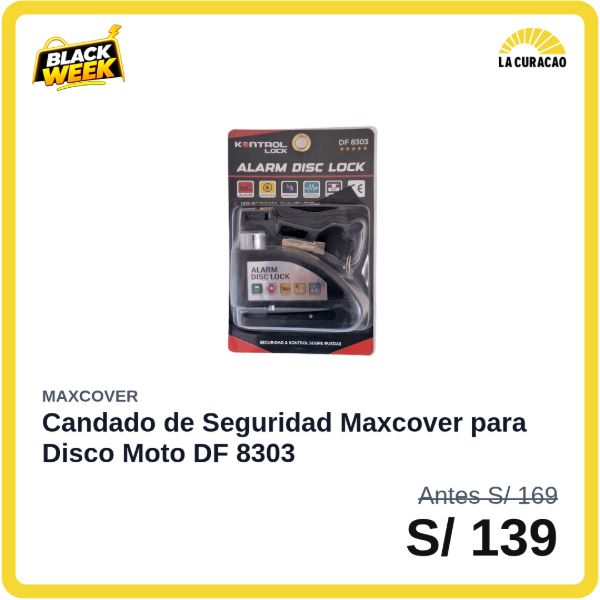 BLACK
WEEK
LA CURACAO
KONTROL
LOCK
DF 8303
ALARM DISC LOCK
ALARM
DISC LOCK
SEGURIDAD & KONTROL SOBRE RUEDAS
MAXCOVER
Candado de Seguridad Maxcover para
Disco Moto DF 8303
Antes S/ 169
S/ 139